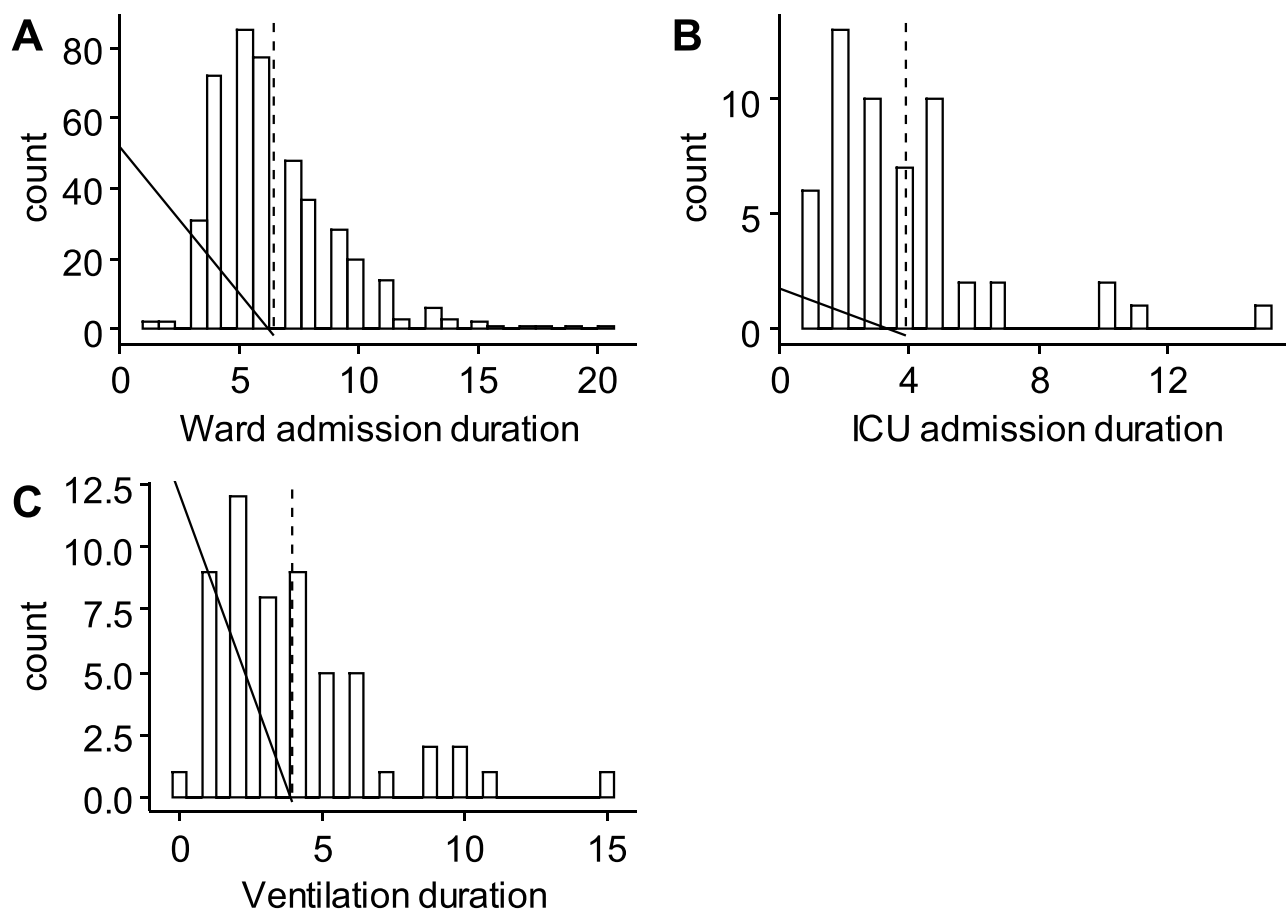 A
count
80
60
40
20
0
0 5 10 15 20
Ward admission duration
B
count
10
5
0
0 4 8 12
ICU admission duration
C
count
12.5
10.0
7.5
5.0
2.5
0.0
0 5 10 15
Ventilation duration